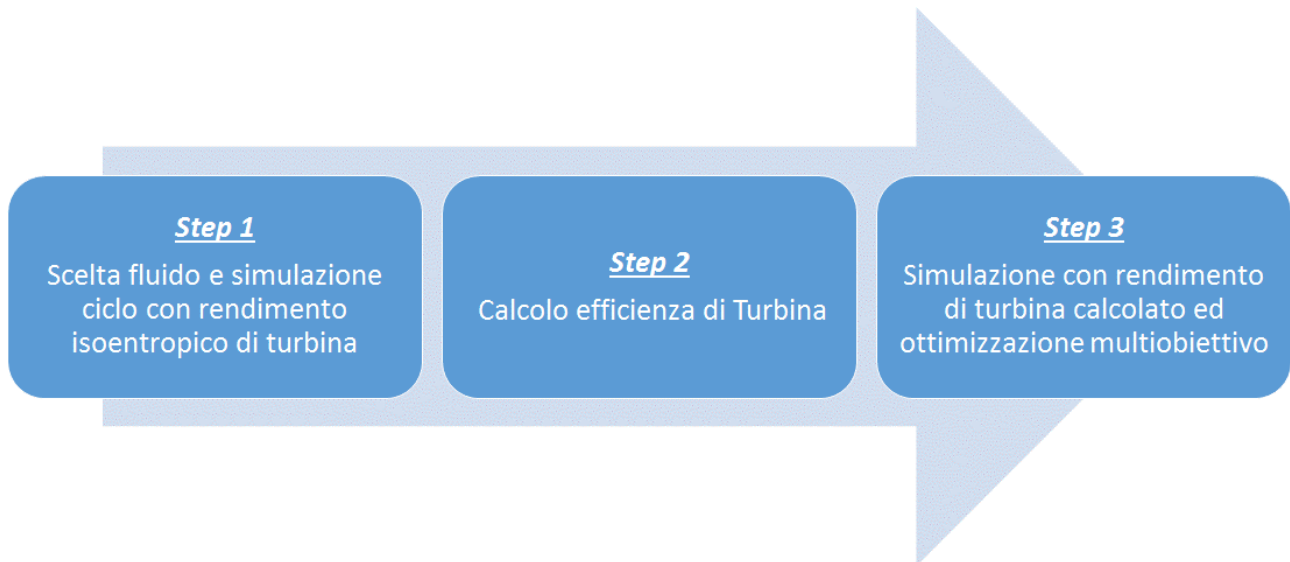 Step 1
Scelta fluido e simulazione
ciclo con rendimento
isoentropico di turbina
Step 2
Calcolo efficienza di Turbina
Step 3
Simulazione con rendimento
di turbina calcolato ed
ottimizzazione multiobiettivo